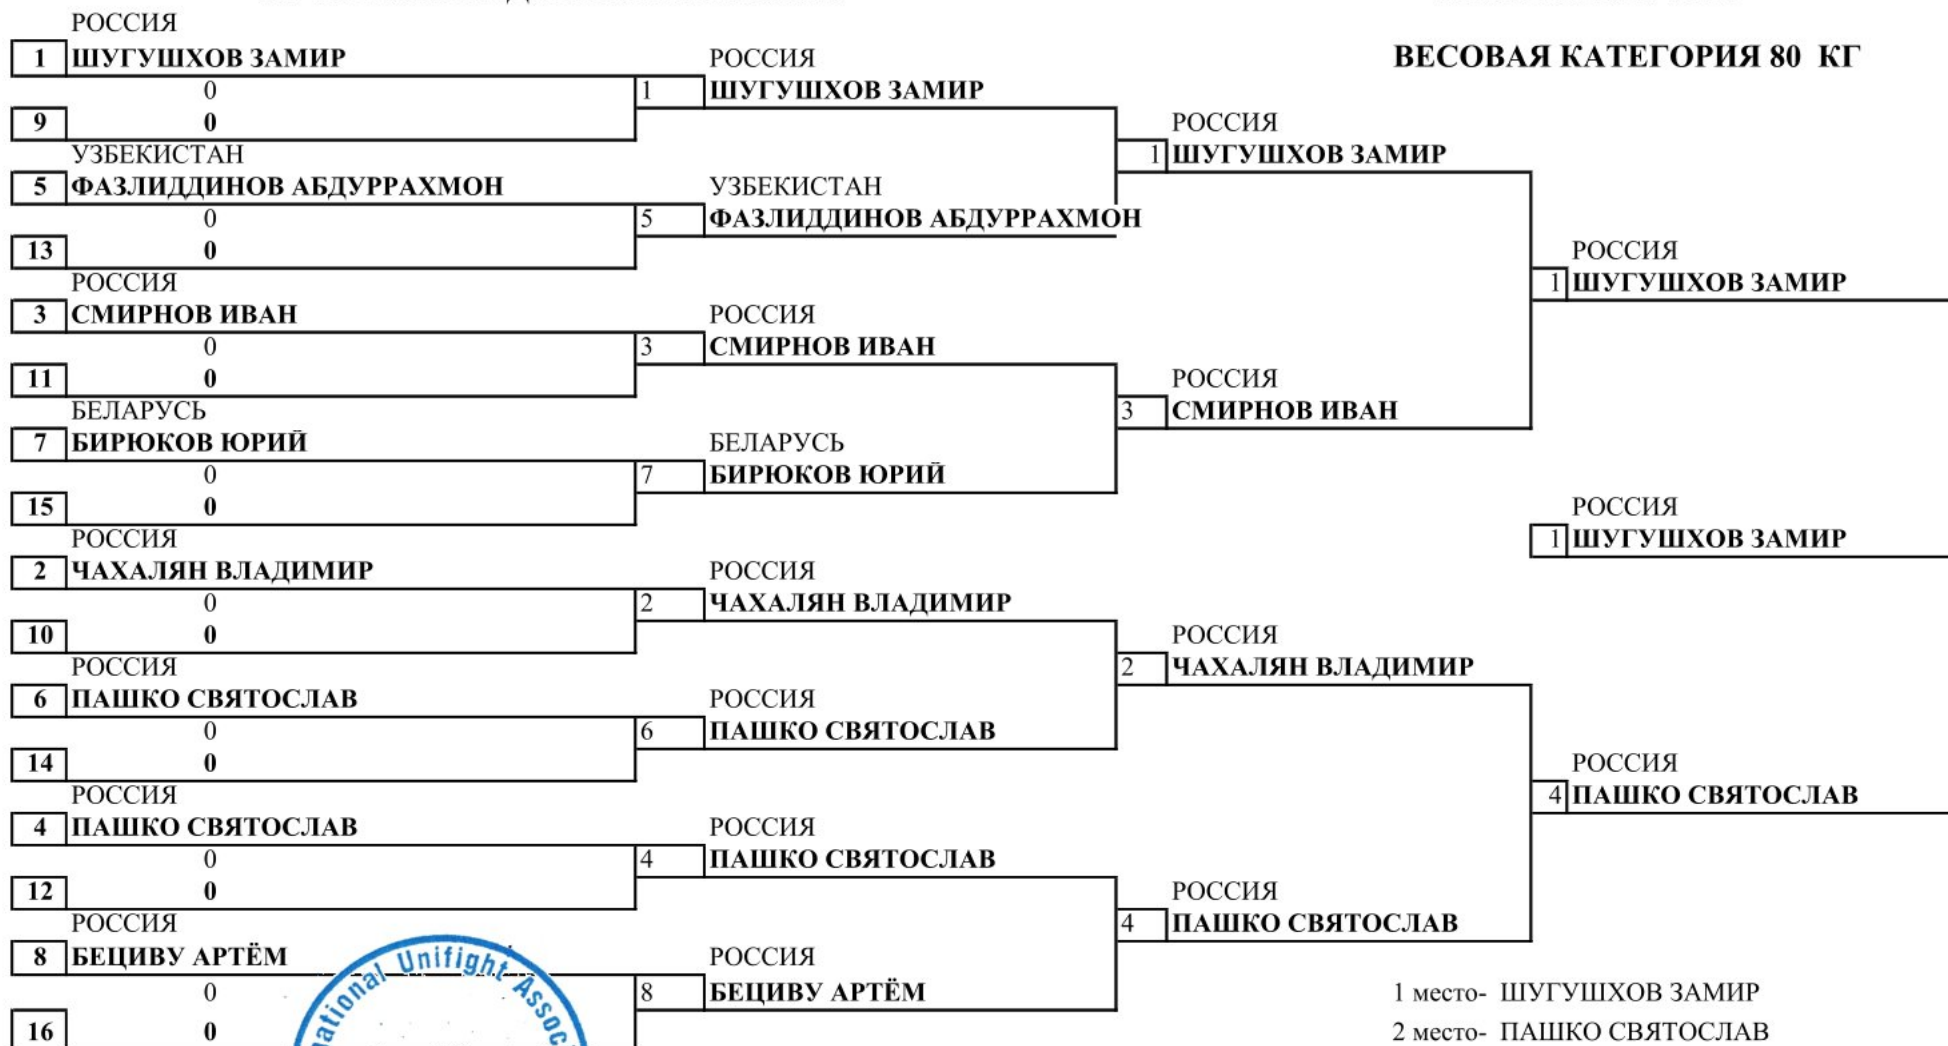 РОССИЯ
1 ШУГУШХОВ ЗАМИР
0
9 0
УЗБЕКИСТАН
5 ФАЗЛИДДИНОВ АБДУРРАХМОН
0
13 0
РОССИЯ
3 СМИРНОВ ИВАН
0
11 0
БЕЛАРУСЬ
7 БИРЮКОВ ЮРИЙ
0
15 0
РОССИЯ
2 ЧАХАЛЯН ВЛАДИМИР
0
10 0
РОССИЯ
6 ПАШКО СВЯТОСЛАВ
0
14 0
РОССИЯ
4 ПАШКО СВЯТОСЛАВ
0
12 0
РОССИЯ
8 БЕЦИВУ АРТЁМ
0
16 0
РОССИЯ
1 ШУГУШХОВ ЗАМИР
УЗБЕКИСТАН
5 ФАЗЛИДДИНОВ АБДУРРАХМОН
РОССИЯ
3 СМИРНОВ ИВАН
БЕЛАРУСЬ
7 БИРЮКОВ ЮРИЙ
РОССИЯ
2 ЧАХАЛЯН ВЛАДИМИР
РОССИЯ
6 ПАШКО СВЯТОСЛАВ
РОССИЯ
4 ПАШКО СВЯТОСЛАВ
РОССИЯ
8 БЕЦИВУ АРТЁМ
ВЕСОВАЯ КАТЕГОРИЯ 80 КГ
РОССИЯ
1 ШУГУШХОВ ЗАМИР
РОССИЯ
3 СМИРНОВ ИВАН
РОССИЯ
2 ЧАХАЛЯН ВЛАДИМИР
РОССИЯ
4 ПАШКО СВЯТОСЛАВ
РОССИЯ
1 ШУГУШХОВ ЗАМИР
РОССИЯ
1 ШУГУШХОВ ЗАМИР
РОССИЯ
4 ПАШКО СВЯТОСЛАВ
1 место- ШУГУШХОВ ЗАМИР
2 место- ПАШКО СВЯТОСЛАВ
Unifight